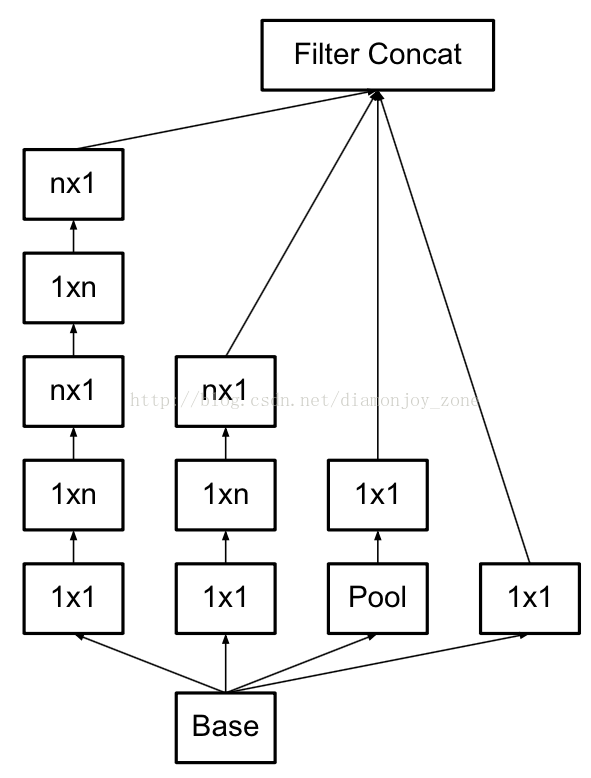 Filter Concat
nx1
1xn
nx1
nx1
http://blog.csdn.net/diamonjoy_zone
1xn
1xn
1x1
1x1
1x1
Pool
1x1
Base